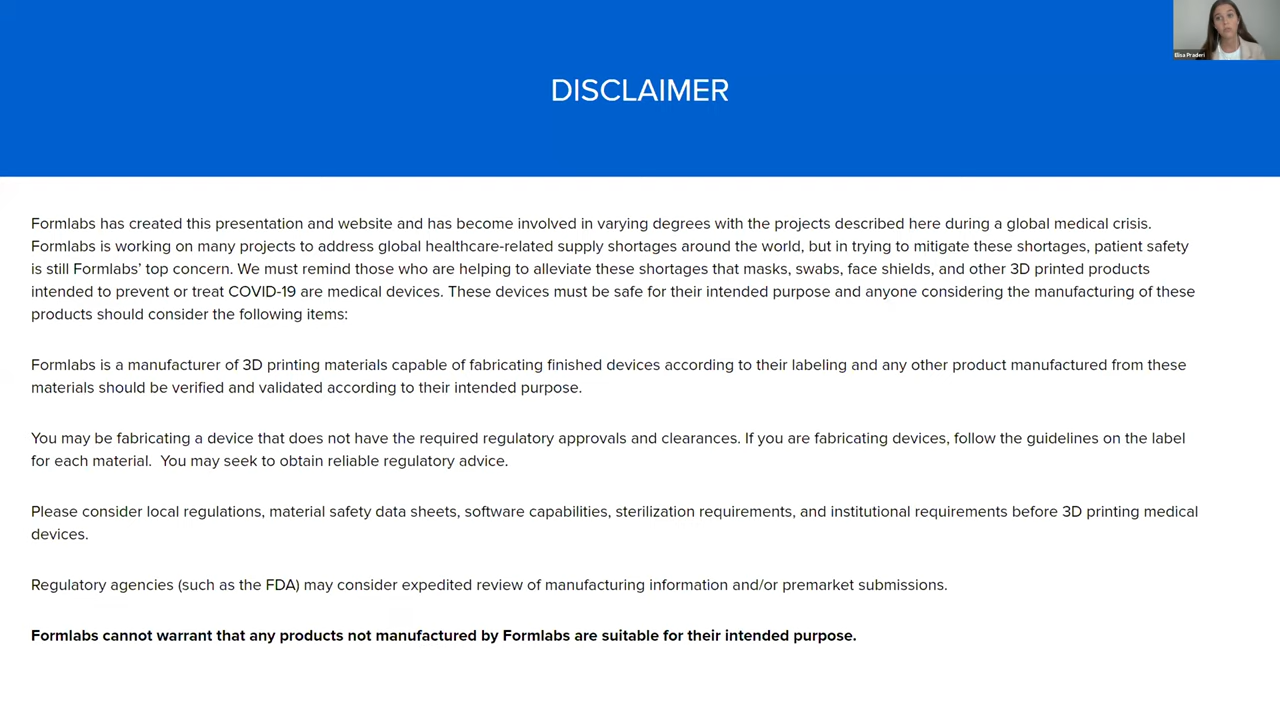 Elisa Praderi
DISCLAIMER
Formlabs has created this presentation and website and has become involved in varying degrees with the projects described here during a global medical crisis.
Formlabs is working on many projects to address global healthcare-related supply shortages around the world, but in trying to mitigate these shortages, patient safety
is still Formlabs’ top concern. We must remind those who are helping to alleviate these shortages that masks, swabs, face shields, and other 3D printed products
intended to prevent or treat COVID-19 are medical devices. These devices must be safe for their intended purpose and anyone considering the manufacturing of these
products should consider the following items:
Formlabs is a manufacturer of 3D printing materials capable of fabricating finished devices according to their labeling and any other product manufactured from these
materials should be verified and validated according to their intended purpose.
You may be fabricating a device that does not have the required regulatory approvals and clearances. If you are fabricating devices, follow the guidelines on the label
for each material.  You may seek to obtain reliable regulatory advice.
Please consider local regulations, material safety data sheets, software capabilities, sterilization requirements, and institutional requirements before 3D printing medical
devices.
Regulatory agencies (such as the FDA) may consider expedited review of manufacturing information and/or premarket submissions.
Formlabs cannot warrant that any products not manufactured by Formlabs are suitable for their intended purpose.